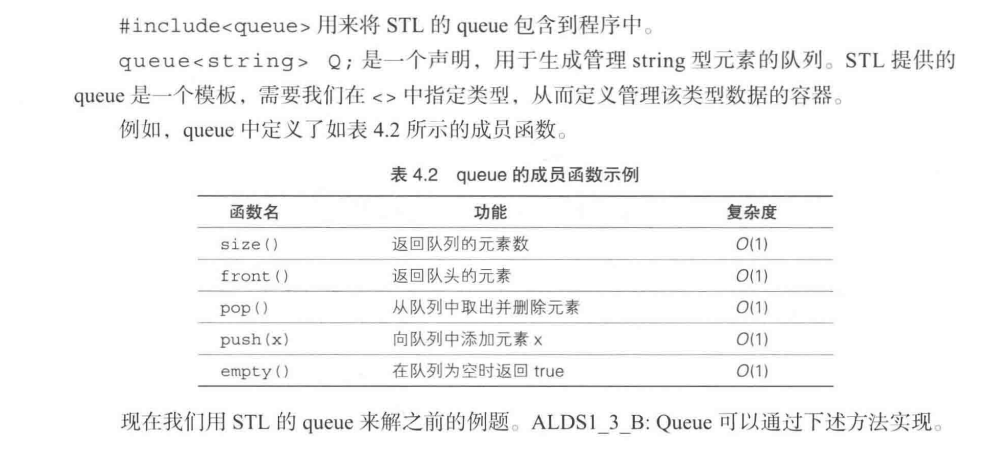 #include<queue> 用来将 STL 的 queue 包含到程序中。
queue<string> Q; 是一个声明，用于生成管理 string 型元素的队列。STL 提供的
queue 是一个模板，需要我们在 <> 中指定类型，从而定义管理该类型数据的容器。
例如，queue 中定义了如表 4.2 所示的成员函数。
表 4.2 queue 的成员函数示例
函数名 功能 复杂度
size() 返回队列的元素数 O(1)
front() 返回队头的元素 O(1)
pop() 从队列中取出并删除元素 O(1)
push(x) 向队列中添加元素 x O(1)
empty() 在队列为空时返回 true O(1)
现在我们用 STL 的 queue 来解之前的例题。ALDS1_3_B: Queue 可以通过下述方法实现。